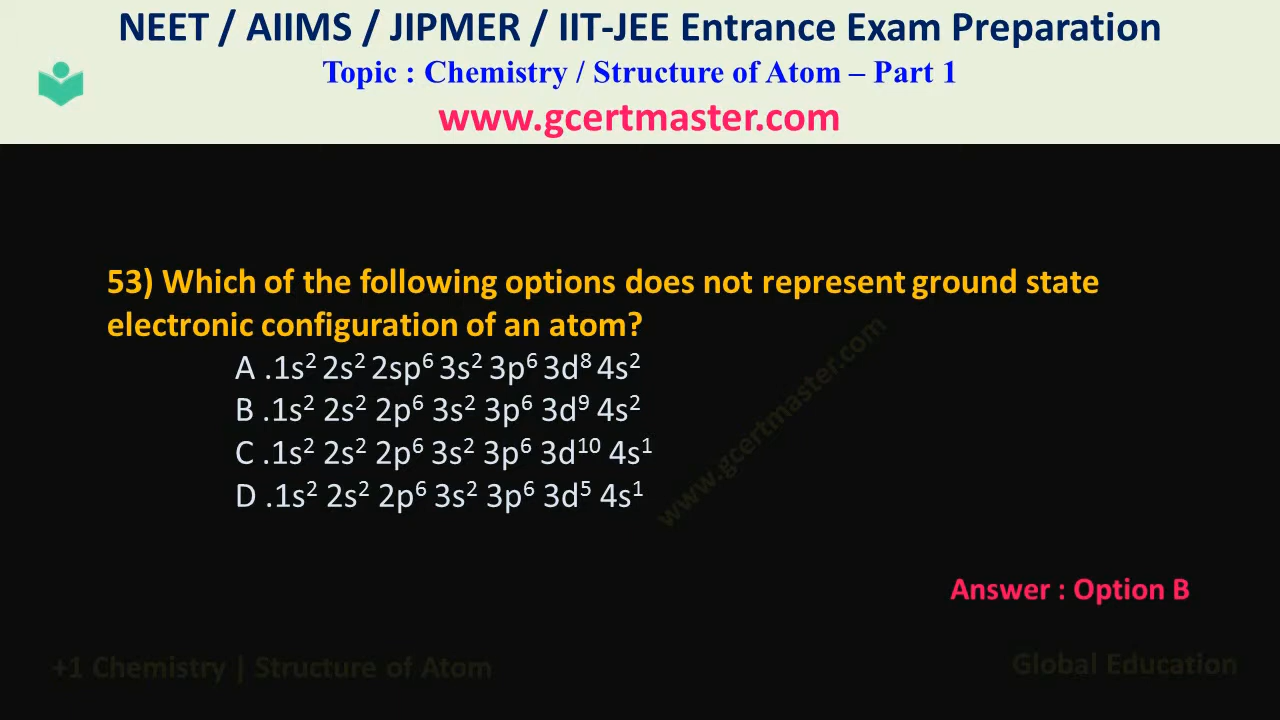 NEET / AIIMS / JIPMER / IIT-JEE Entrance Exam Preparation
Topic : Chemistry / Structure of Atom – Part 1
www.gcertmaster.com
53) Which of the following options does not represent ground state
electronic configuration of an atom?
A .1s² 2s² 2sp⁶ 3s² 3p⁶ 3d⁸ 4s²
B .1s² 2s² 2p⁶ 3s² 3p⁶ 3d⁹ 4s²
C .1s² 2s² 2p⁶ 3s² 3p⁶ 3d¹⁰ 4s¹
D .1s² 2s² 2p⁶ 3s² 3p⁶ 3d⁵ 4s¹
www.gcertmaster.com
Answer : Option B
+1 Chemistry | Structure of Atom
Global Education